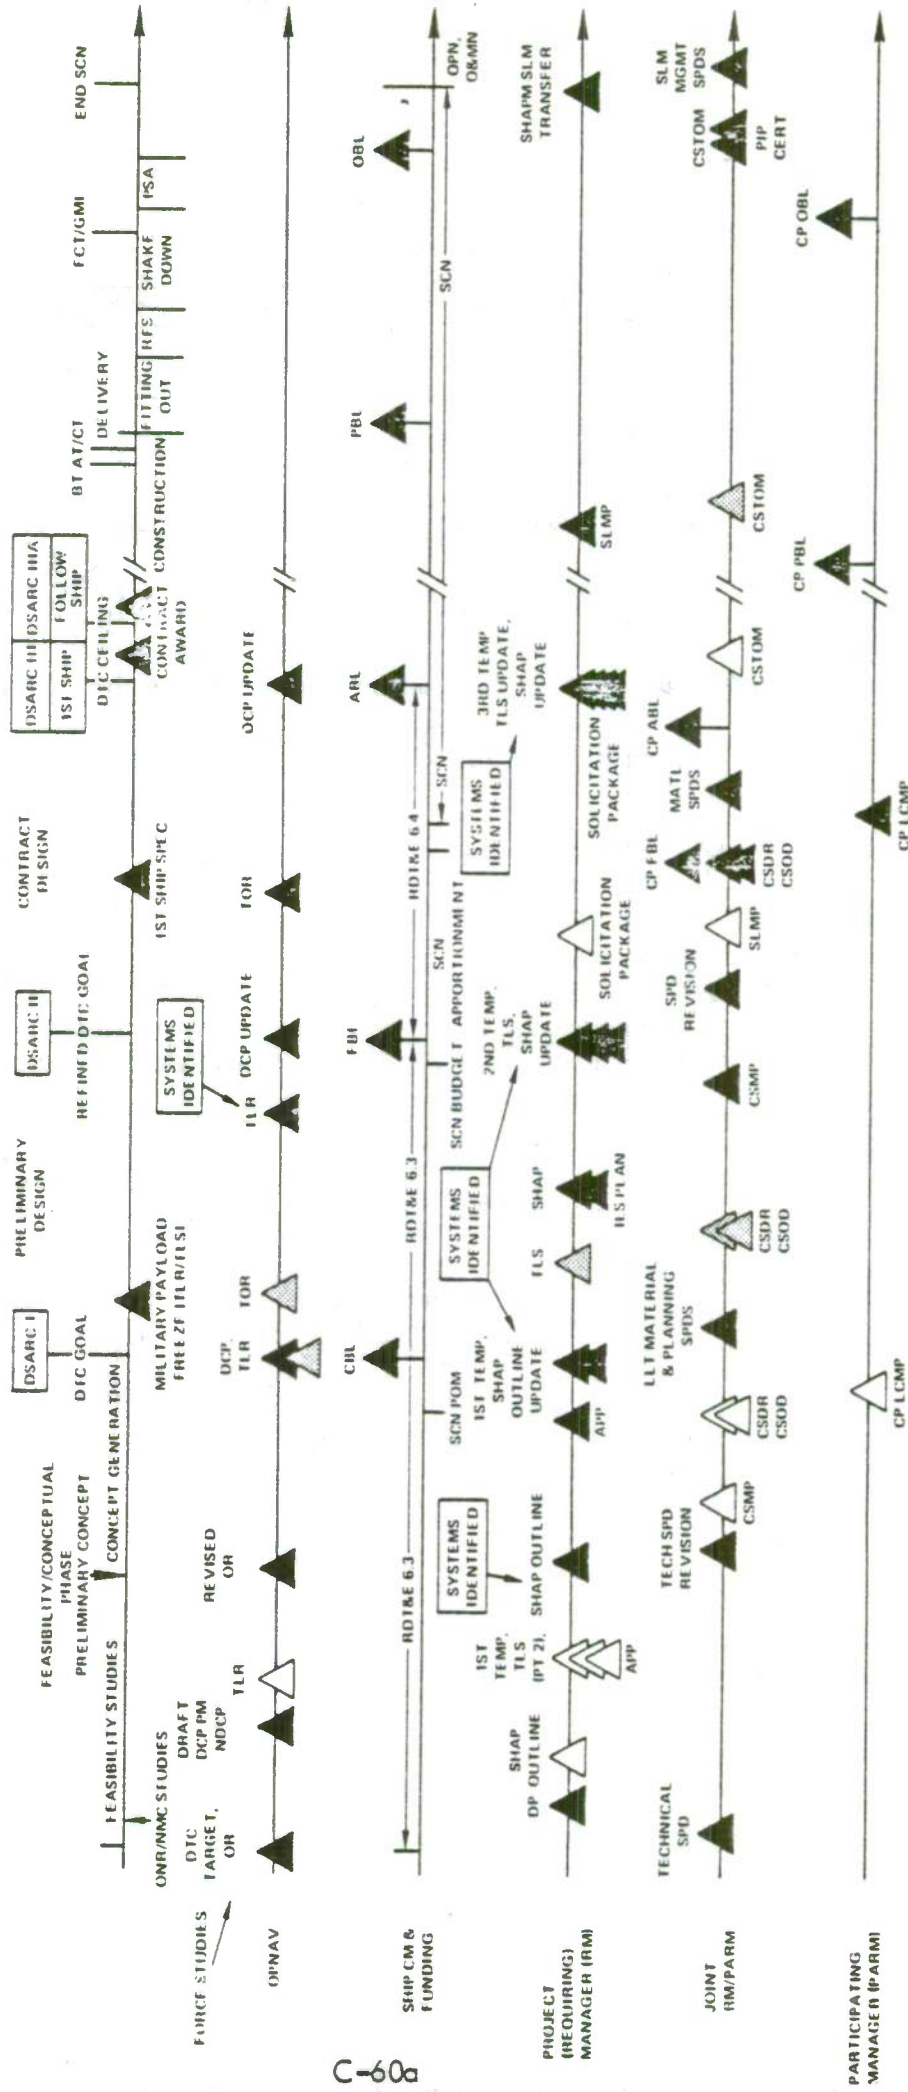 FEASIBILITY/CONCEPTUAL
PHASE
PRELIMINARY CONCEPT
FEASIBILITY STUDIES
CONCEPT GENERATION
ONR/NMC STUDIES
DSARC I
DTC GOAL
MILITARY PAYLOAD
FREEZE (TLR/TLS)
PRELIMINARY
DESIGN
DSARC II
REFINED DTC GOAL
CONTRACT
DESIGN
1ST SHIP SPEC
DSARC III
1ST SHIP
DSARC IIIA
FOLLOW
SHIP
DTC CEILING
CONTRACT
AWARD
CONSTRUCTION
BT AT/CT
DELIVERY
FITTING
OUT
RFS
SHAKE
DOWN
FCT/GMI
PSA
END SCN
FORCE STUDIES
OPNAV
DTC
TARGET,
OR
DRAFT
DCP PM
NDCP
TLR
REVISED
OR
DCP,
TLR
TOR
TLR
SYSTEMS
IDENTIFIED
DCP UPDATE
TOR
DCP UPDATE
SHIP CM &
FUNDING
RDT&E 6.3
SCN POM
CBL
RDT&E 6.3
SCN BUDGET
FBL
APPORTIONMENT
SCN
RDT&E 6.4
SCN
ABL
PBL
SCN
OBL
OPN,
O&MN
PROJECT
(REQUIRING)
MANAGER (RM)
DP OUTLINE
SHAP
1ST
TEMP,
TLS
(PT 2),
APP
SYSTEMS
IDENTIFIED
SHAP OUTLINE
APP
1ST TEMP,
SHAP
OUTLINE
UPDATE
SYSTEMS
IDENTIFIED
TLS
SHAP
ILS PLAN
2ND TEMP,
TLS,
SHAP
UPDATE
SOLICITATION
PACKAGE
SYSTEMS
IDENTIFIED
SOLICITATION
PACKAGE
3RD TEMP
TLS UPDATE,
SHAP
UPDATE
SLMP
SHAPM SLM
TRANSFER
JOINT
RM/PARM
TECHNICAL
SPD
TECH SPD
REVISION
CSMP
CSDR
CSOD
LLT MATERIAL
& PLANNING
SPDS
CSDR
CSOD
CSMP
SPD
REVISION
SLMP
CP FBL
CSDR
CSOD
MATL
SPDS
CP ABL
CSTOM
CSTOM
CSTOM
PIP
CERT
SLM
MGMT
SPDS
PARTICIPATING
MANAGER (PARM)
CP LCMP
CP LCMP
CP PBL
CP OBL
C-60a